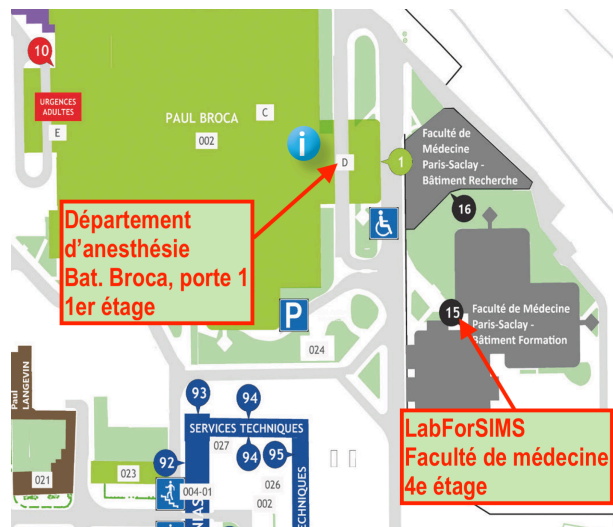 10
URGENCES
ADULTES
E
PAUL BROCA
002
C
i
D
1
Faculté de
Médecine
Paris-Saclay -
Bâtiment Recherche
16
Département
d'anesthésie
Bat. Broca, porte 1
1er étage
P
024
15
Faculté de Médecine
Paris-Saclay -
Bâtiment Formation
LabForSIMS
Faculté de médecine
4e étage
Paul
LANGEVIN
021
023
93
94
SERVICES TECHNIQUES
027
94
95
92
004-01
026
002
NAS
TECHNIQUES